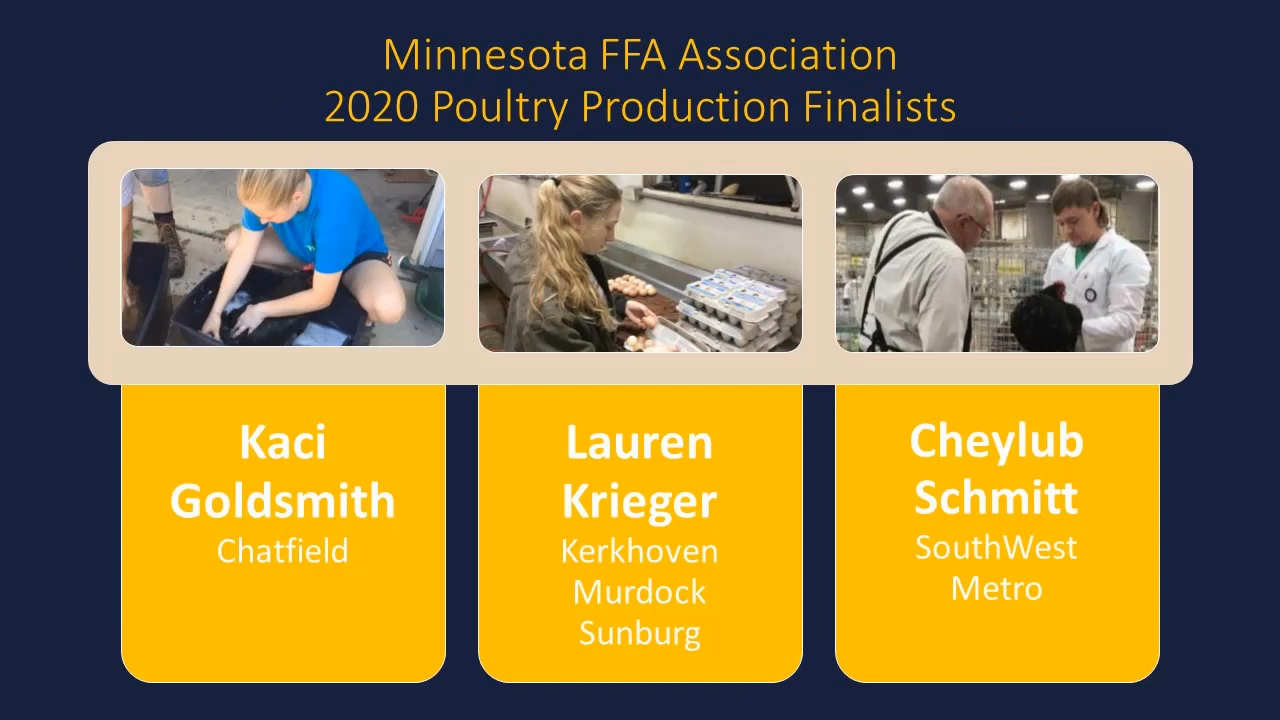 Minnesota FFA Association
2020 Poultry Production Finalists
Kaci
Goldsmith
Chatfield
Lauren
Krieger
Kerkhoven
Murdock
Sunburg
Cheylub
Schmitt
SouthWest
Metro